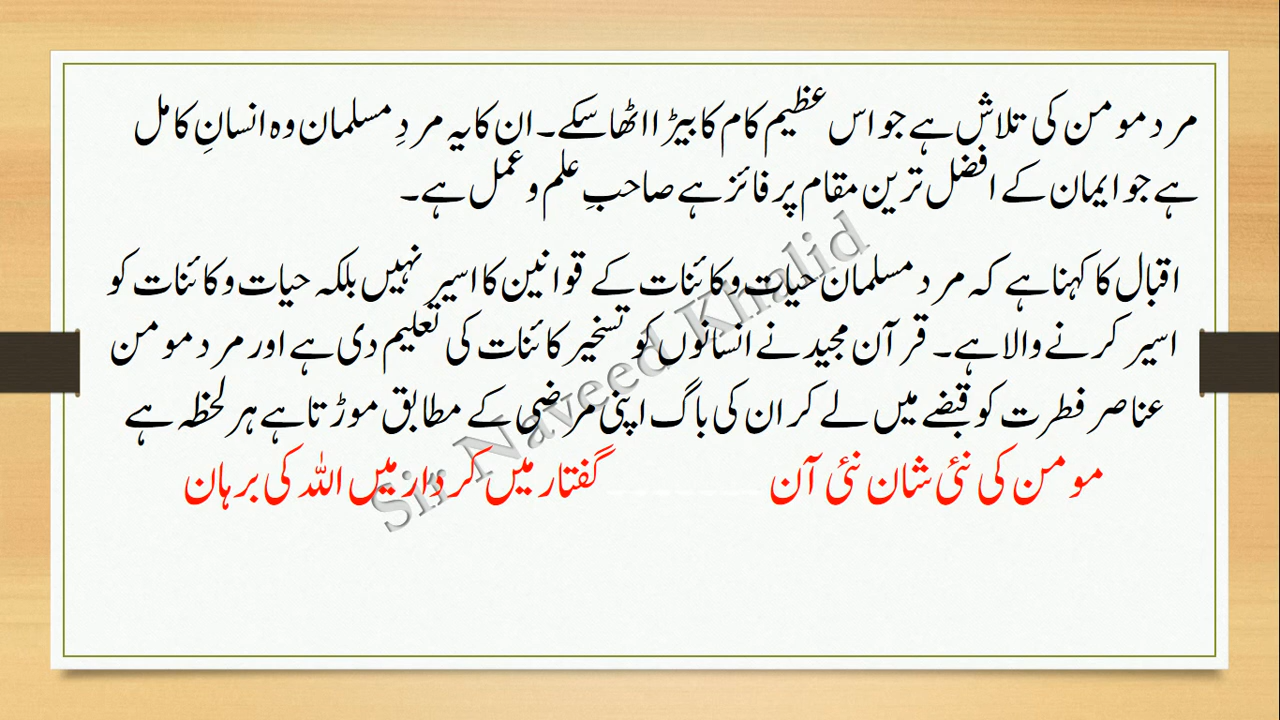 مرد مومن کی تلاش ہے جو اس عظیم کام کا بیڑا اٹھا سکے۔ ان کا یہ مردِ مسلمان وہ انسانِ کامل
ہے جو ایمان کے افضل ترین مقام پر فائز ہے صاحبِ علم و عمل ہے۔
اقبال کا کہنا ہے کہ مرد مسلمان حیات و کائنات کے قوانین کا اسیر نہیں بلکہ حیات و کائنات کو
اسیر کرنے والا ہے۔ قرآن مجید نے انسانوں کو تسخیر کائنات کی تعلیم دی ہے اور مرد مومن
عناصر فطرت کو قبضے میں لے کر ان کی باگ اپنی مرضی کے مطابق موڑتا ہے ہر لحظہ ہے
مومن کی نئی شان نئی آن گفتار میں کردار میں اللہ کی برہان
Sir Naveed Khalid